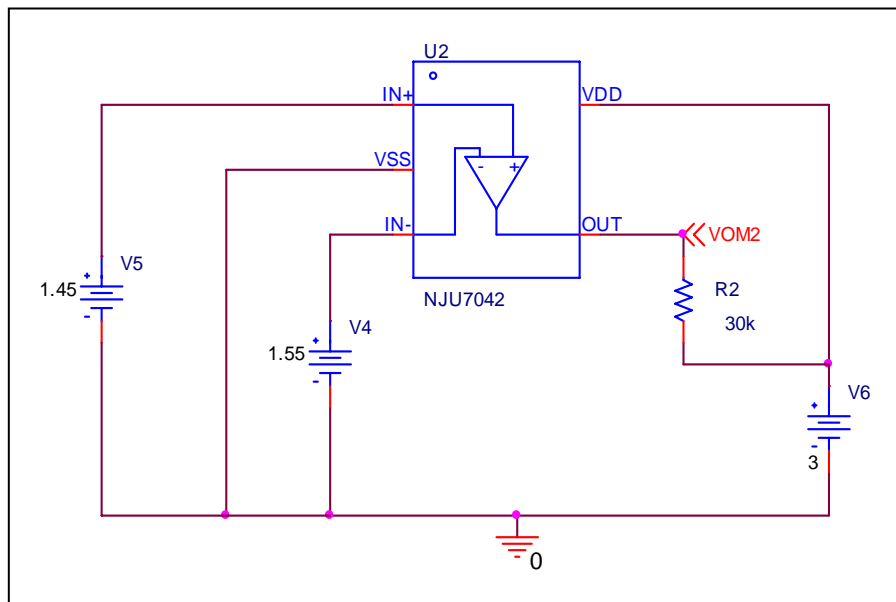 U2
IN+
VDD
VSS
- +
IN-
OUT
VOM2
NJU7042
+
V5
1.45
-
R2
30k
+
V4
1.55
-
V6
+
-
3
0